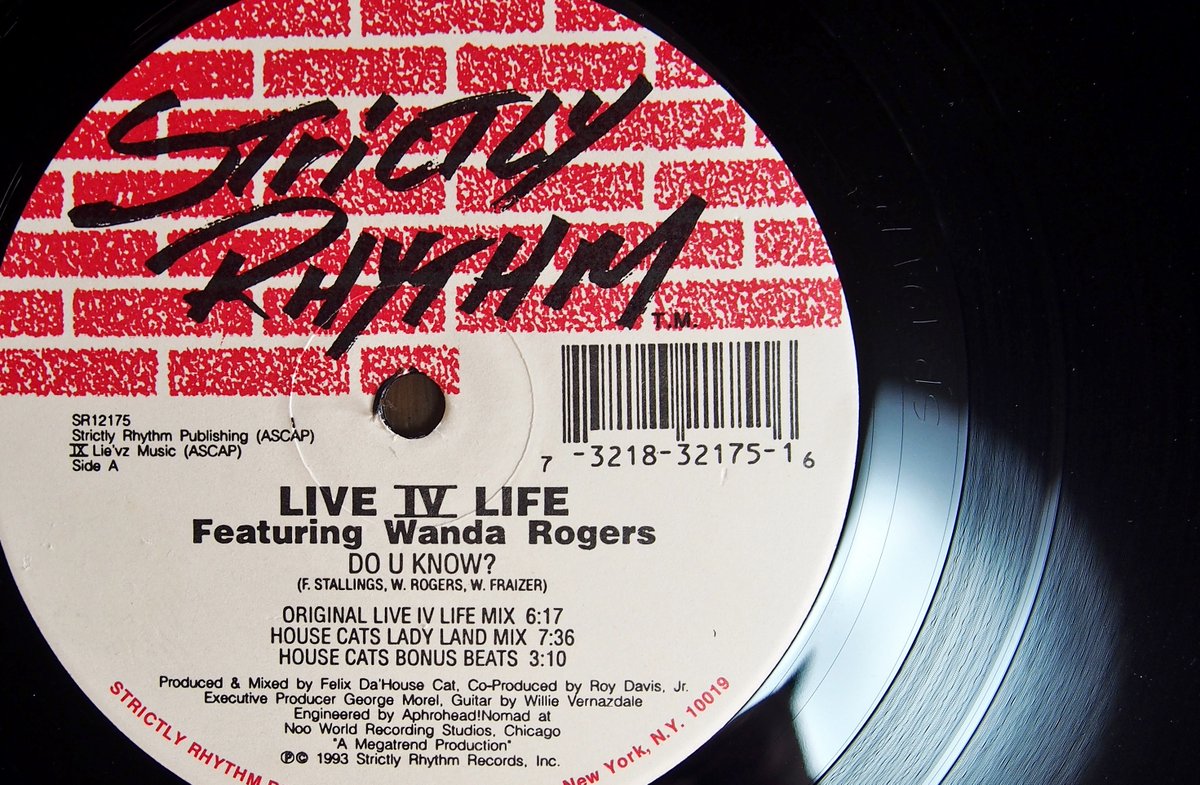 STRICTLY
RHYTHM
T.M.
SR12175
Strictly Rhythm Publishing (ASCAP)
IX Lie'vz Music (ASCAP)
Side A
7 -3218-32175-1 6
LIVE IV LIFE
Featuring Wanda Rogers
DO U KNOW?
(F. STALLINGS, W. ROGERS, W. FRAIZER)
ORIGINAL LIVE IV LIFE MIX 6:17
HOUSE CATS LADY LAND MIX 7:36
HOUSE CATS BONUS BEATS 3:10
Produced & Mixed by Felix Da'House Cat, Co-Produced by Roy Davis, Jr.
Executive Producer George Morel, Guitar by Willie Vernazdale
Engineered by Aphrohead!Nomad at
Noo World Recording Studios, Chicago
"A Megatrend Production"
℗© 1993 Strictly Rhythm Records, Inc.
STRICTLY RHYTHM
New York, N.Y. 10019